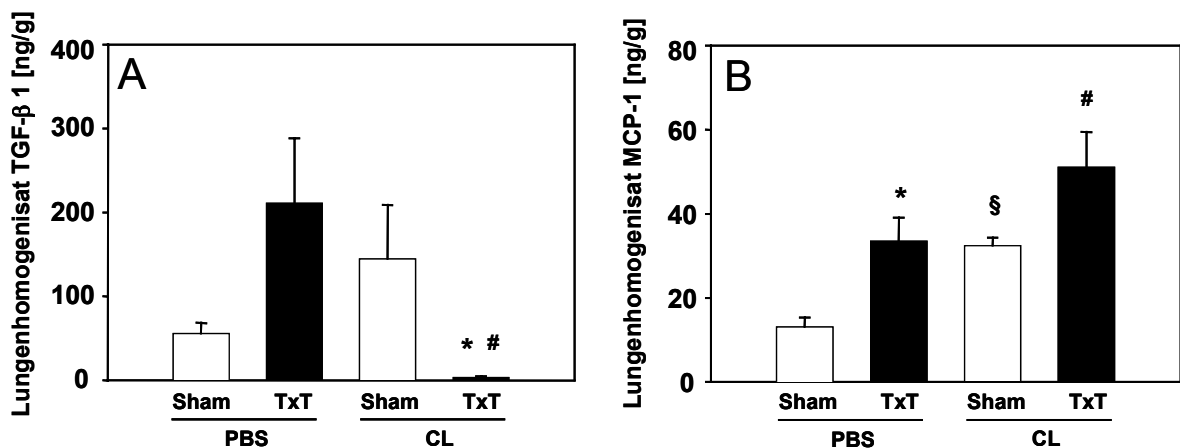 Lungenhomogenisat TGF-β 1 [ng/g]
A
400
300
200
100
0
* #
Sham TxT Sham TxT
PBS CL
Lungenhomogenisat MCP-1 [ng/g]
B
80
60
40
20
0
* § #
Sham TxT Sham TxT
PBS CL